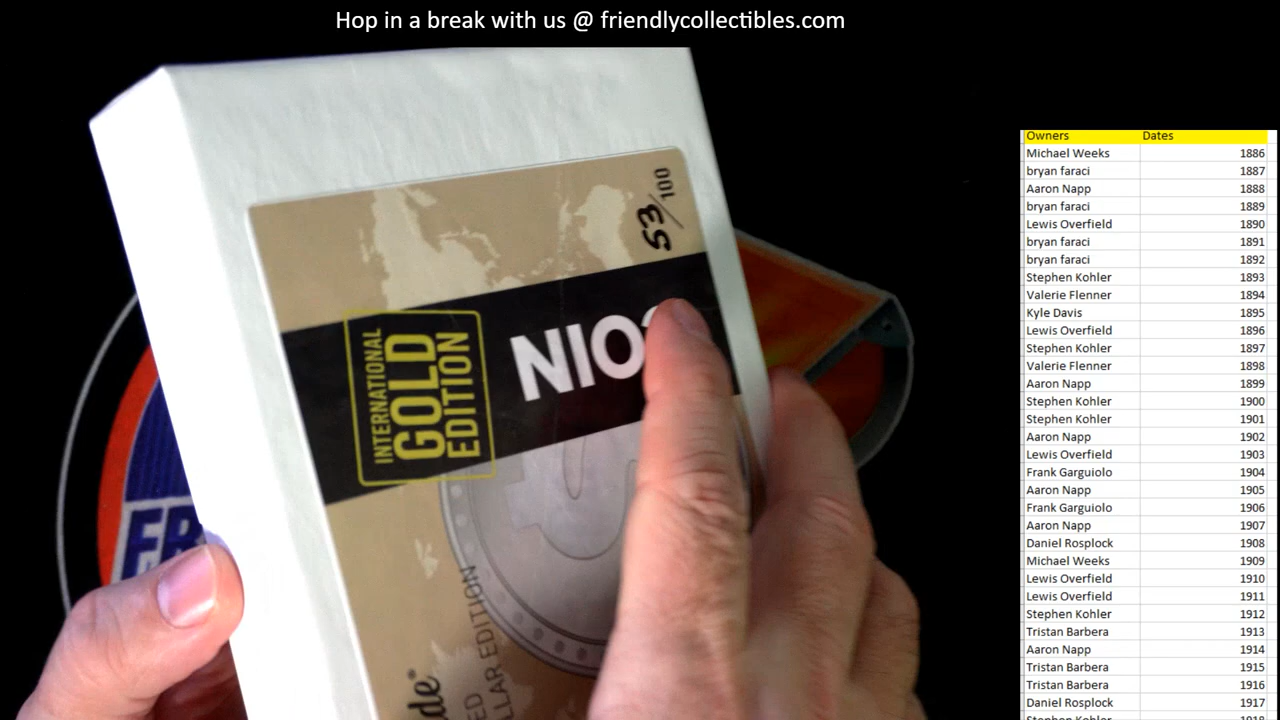 Hop in a break with us @ friendlycollectibles.com
53/100
INTERNATIONAL
GOLD
EDITION
EDITION
Owners Dates
Michael Weeks 1886
bryan faraci 1887
Aaron Napp 1888
bryan faraci 1889
Lewis Overfield 1890
bryan faraci 1891
bryan faraci 1892
Stephen Kohler 1893
Valerie Flenner 1894
Kyle Davis 1895
Lewis Overfield 1896
Stephen Kohler 1897
Valerie Flenner 1898
Aaron Napp 1899
Stephen Kohler 1900
Stephen Kohler 1901
Aaron Napp 1902
Lewis Overfield 1903
Frank Garguiolo 1904
Aaron Napp 1905
Frank Garguiolo 1906
Aaron Napp 1907
Daniel Rosplock 1908
Michael Weeks 1909
Lewis Overfield 1910
Lewis Overfield 1911
Stephen Kohler 1912
Tristan Barbera 1913
Aaron Napp 1914
Tristan Barbera 1915
Tristan Barbera 1916
Daniel Rosplock 1917
Stephen Kohler 1918